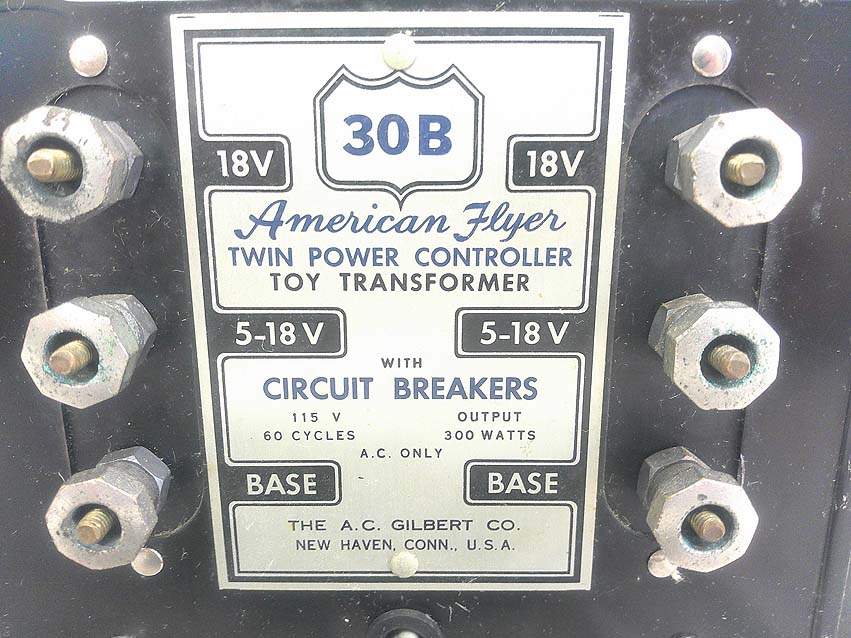 30B
18V 18V
American Flyer
TWIN POWER CONTROLLER
TOY TRANSFORMER
5-18 V 5-18 V
WITH
CIRCUIT BREAKERS
115 V OUTPUT
60 CYCLES 300 WATTS
A.C. ONLY
BASE BASE
THE A.C. GILBERT CO.
NEW HAVEN, CONN., U.S.A.